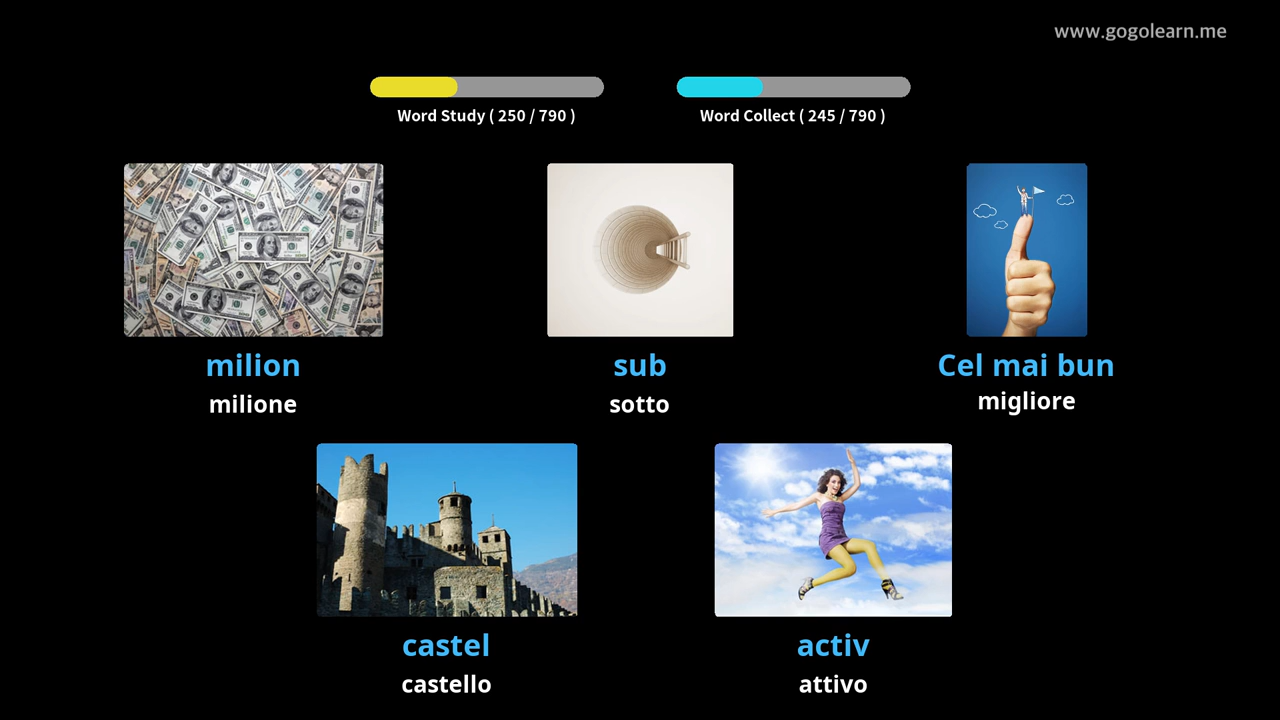 www.gogolearn.me
Word Study ( 250 / 790 )
Word Collect ( 245 / 790 )
milion
milione
sub
sotto
Cel mai bun
migliore
castel
castello
activ
attivo